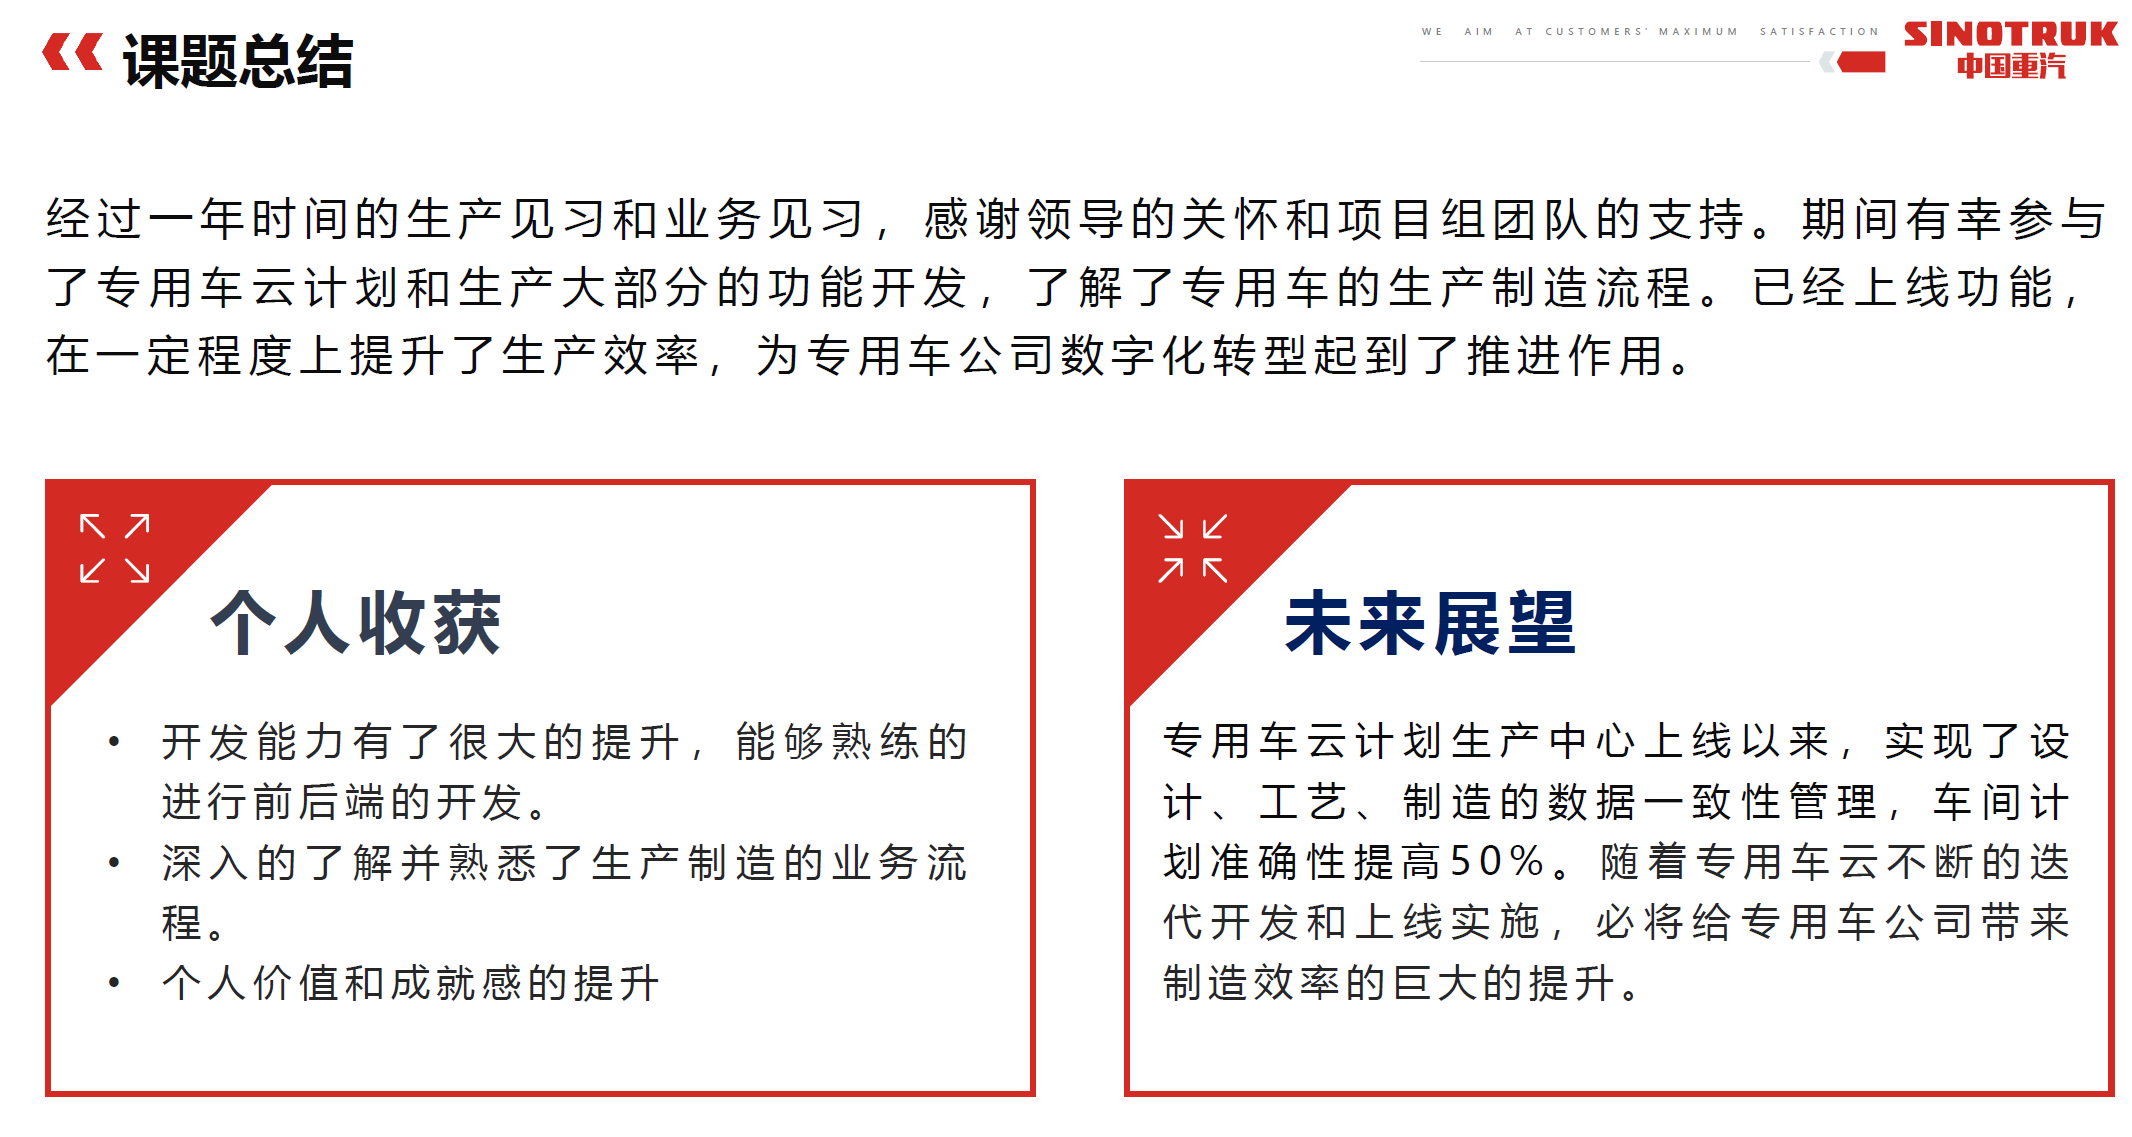 课题总结
WE AIM AT CUSTOMERS' MAXIMUM SATISFACTION
SINOTRUK
中国重汽
经过一年时间的生产见习和业务见习，感谢领导的关怀和项目组团队的支持。期间有幸参与
了专用车云计划和生产大部分的功能开发，了解了专用车的生产制造流程。已经上线功能，
在一定程度上提升了生产效率，为专用车公司数字化转型起到了推进作用。
个人收获
• 开发能力有了很大的提升，能够熟练的
进行前后端的开发。
• 深入的了解并熟悉了生产制造的业务流
程。
• 个人价值和成就感的提升
未来展望
专用车云计划生产中心上线以来，实现了设
计、工艺、制造的数据一致性管理，车间计
划准确性提高50%。随着专用车云不断的迭
代开发和上线实施，必将给专用车公司带来
制造效率的巨大的提升。